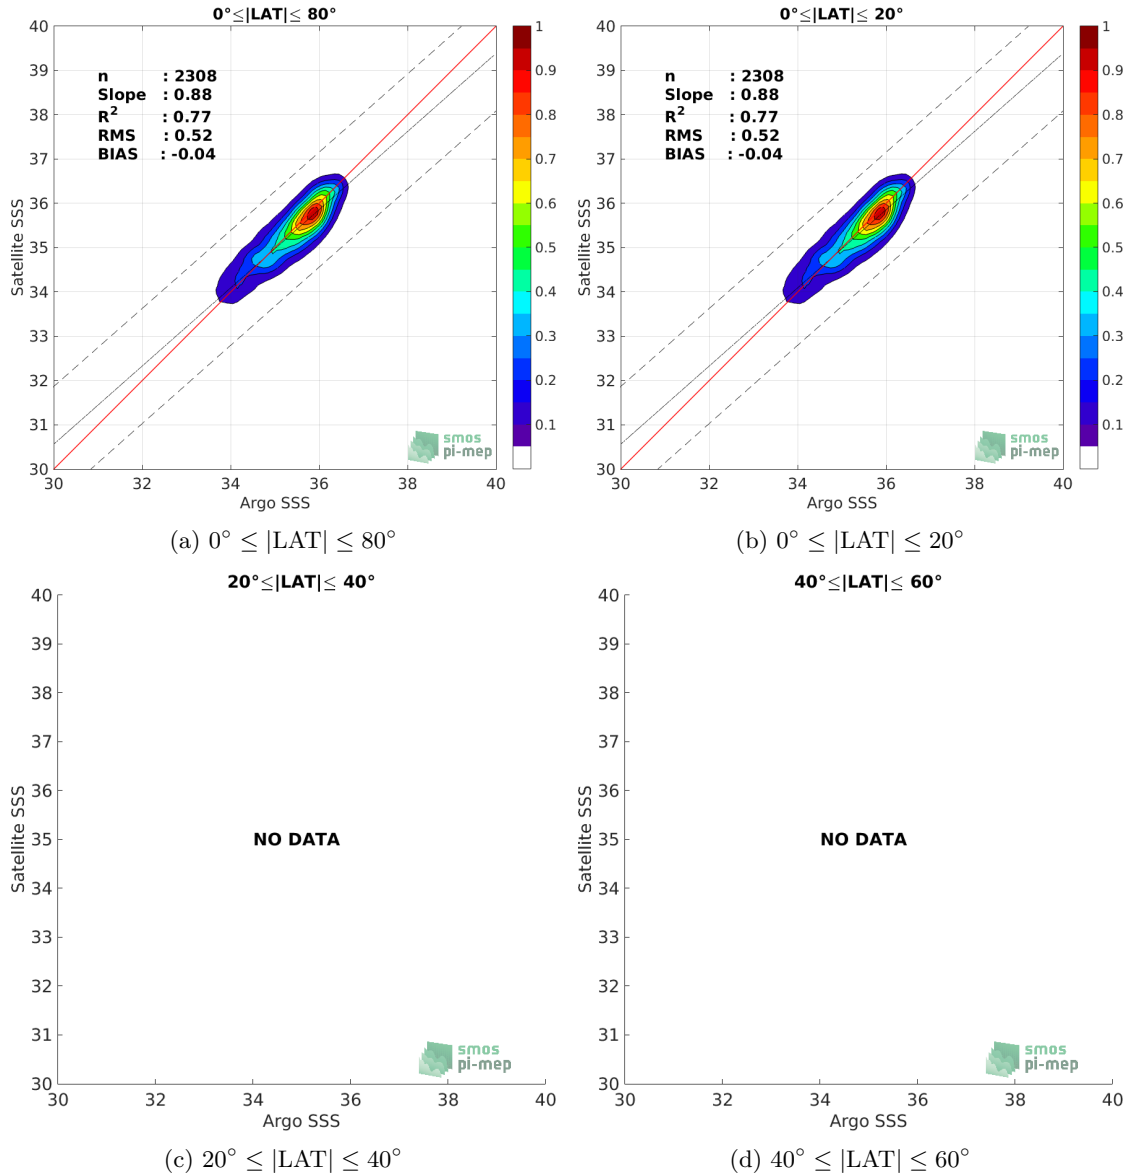 0°≤|LAT|≤ 80°
40
39
38
37
36
35
34
33
32
31
30
Satellite SSS
n : 2308
Slope : 0.88
R² : 0.77
RMS : 0.52
BIAS : -0.04
smos
pi-mep
30 32 34 36 38 40
Argo SSS
1
0.9
0.8
0.7
0.6
0.5
0.4
0.3
0.2
0.1
(a) 0° ≤ |LAT| ≤ 80°
0°≤|LAT|≤ 20°
40
39
38
37
36
35
34
33
32
31
30
Satellite SSS
n : 2308
Slope : 0.88
R² : 0.77
RMS : 0.52
BIAS : -0.04
smos
pi-mep
30 32 34 36 38 40
Argo SSS
1
0.9
0.8
0.7
0.6
0.5
0.4
0.3
0.2
0.1
(b) 0° ≤ |LAT| ≤ 20°
20°≤|LAT|≤ 40°
40
39
38
37
36
35
34
33
32
31
30
Satellite SSS
NO DATA
smos
pi-mep
30 32 34 36 38 40
Argo SSS
(c) 20° ≤ |LAT| ≤ 40°
40°≤|LAT|≤ 60°
40
39
38
37
36
35
34
33
32
31
30
Satellite SSS
NO DATA
smos
pi-mep
30 32 34 36 38 40
Argo SSS
(d) 40° ≤ |LAT| ≤ 60°